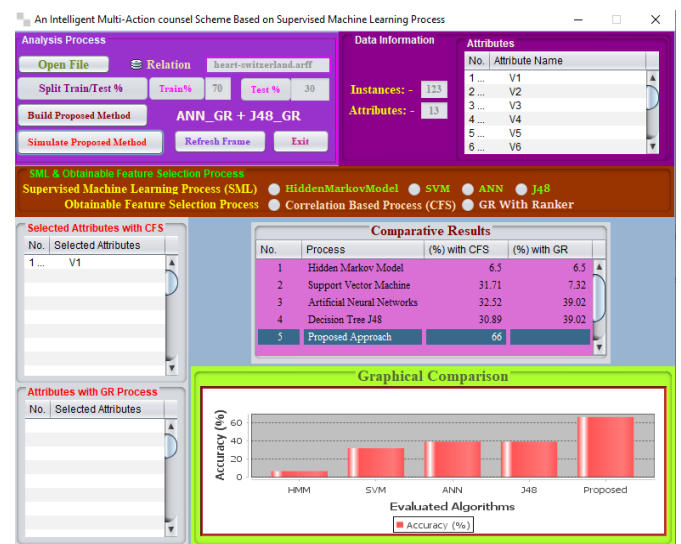 An Intelligent Multi-Action counsel Scheme Based on Supervised Machine Learning Process
Analysis Process
Open File Relation heart-switzerland.arff
Split Train/Test % Train% 70 Test % 30
Build Proposed Method ANN_GR + J48_GR
Simulate Proposed Method Refresh Frame Exit
Data Information
Instances: - 123
Attributes: - 13
Attributes
No. Attribute Name
1 ... V1
2 ... V2
3 ... V3
4 ... V4
5 ... V5
6 ... V6
SML & Obtainable Feature Selection Process
Supervised Machine Learning Process (SML) HiddenMarkovModel SVM ANN J48
Obtainable Feature Selection Process Correlation Based Process (CFS) GR With Ranker
Selected Attributes with CFS
No. Selected Attributes
1 ... V1
Comparative Results
No. Process (%) with CFS (%) with GR
1 Hidden Markov Model 6.5 6.5
2 Support Vector Machine 31.71 7.32
3 Artificial Neural Networks 32.52 39.02
4 Decision Tree J48 30.89 39.02
5 Proposed Approach 66
Attributes with GR Process
No. Selected Attributes
Graphical Comparison
Accuracy (%)
60
40
20
0
HMM SVM ANN J48 Proposed
Evaluated Algorithms
Accuracy (%)